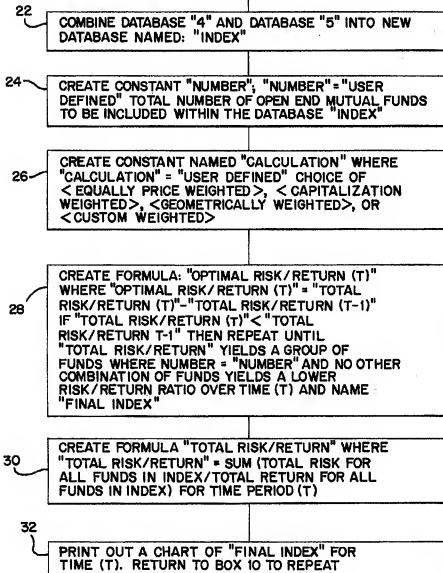 22
COMBINE DATABASE "4" AND DATABASE "5" INTO NEW
DATABASE NAMED: "INDEX"
24
CREATE CONSTANT "NUMBER", "NUMBER"="USER
DEFINED" TOTAL NUMBER OF OPEN END MUTUAL FUNDS
TO BE INCLUDED WITHIN THE DATABASE "INDEX"
26
CREATE CONSTANT NAMED "CALCULATION" WHERE
"CALCULATION" = "USER DEFINED" CHOICE OF
<EQUALLY PRICE WEIGHTED>, <CAPITALIZATION
WEIGHTED>, <GEOMETRICALLY WEIGHTED>, OR
<CUSTOM WEIGHTED>
28
CREATE FORMULA: "OPTIMAL RISK/RETURN (T)"
WHERE "OPTIMAL RISK/RETURN (T)" = "TOTAL
RISK/RETURN (T)"-"TOTAL RISK/RETURN (T-1)"
IF "TOTAL RISK/RETURN (T)"<"TOTAL
RISK/RETURN T-1" THEN REPEAT UNTIL
"TOTAL RISK/RETURN" YIELDS A GROUP OF
FUNDS WHERE NUMBER = "NUMBER" AND NO OTHER
COMBINATION OF FUNDS YIELDS A LOWER
RISK/RETURN RATIO OVER TIME (T) AND NAME
"FINAL INDEX"
30
CREATE FORMULA "TOTAL RISK/RETURN" WHERE
"TOTAL RISK/RETURN" = SUM (TOTAL RISK FOR
ALL FUNDS IN INDEX/TOTAL RETURN FOR ALL
FUNDS IN INDEX) FOR TIME PERIOD (T)
32
PRINT OUT A CHART OF "FINAL INDEX" FOR
TIME (T). RETURN TO BOX 10 TO REPEAT